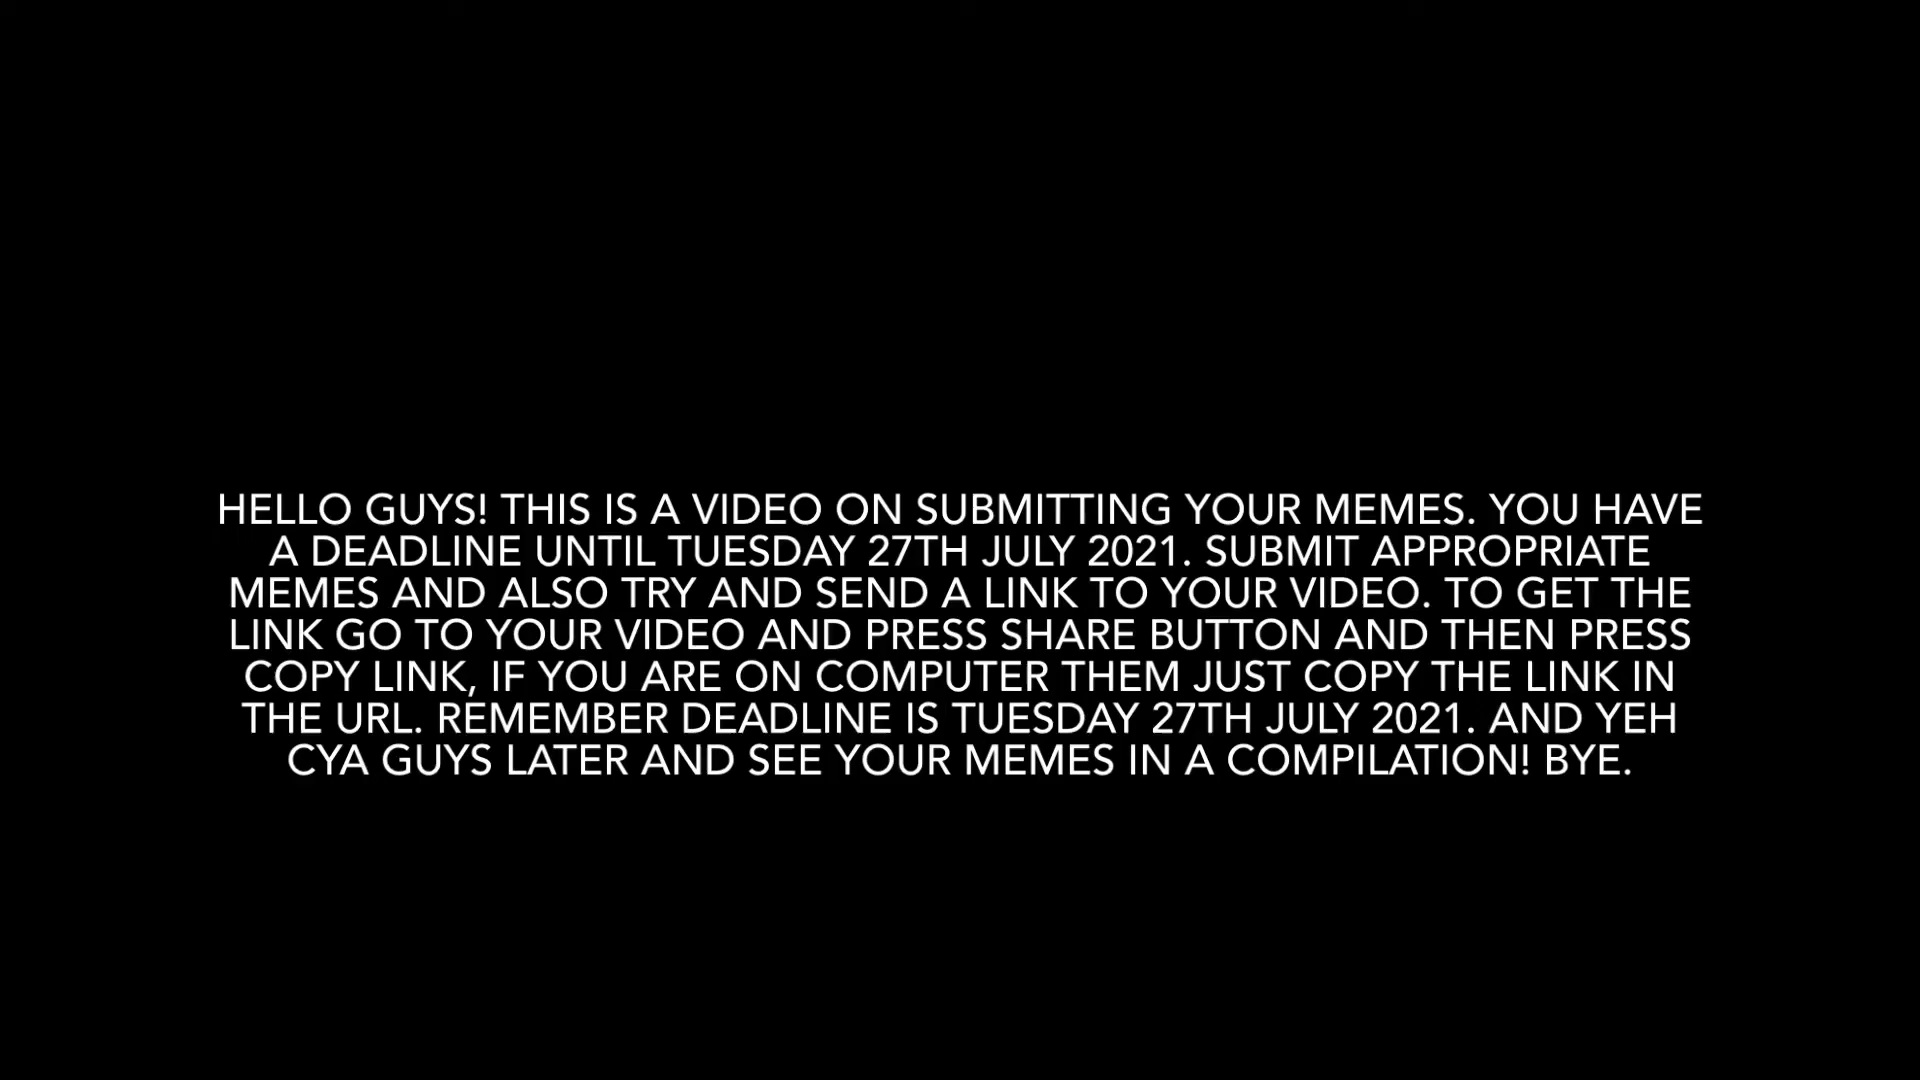 HELLO GUYS! THIS IS A VIDEO ON SUBMITTING YOUR MEMES. YOU HAVE
A DEADLINE UNTIL TUESDAY 27TH JULY 2021. SUBMIT APPROPRIATE
MEMES AND ALSO TRY AND SEND A LINK TO YOUR VIDEO. TO GET THE
LINK GO TO YOUR VIDEO AND PRESS SHARE BUTTON AND THEN PRESS
COPY LINK, IF YOU ARE ON COMPUTER THEM JUST COPY THE LINK IN
THE URL. REMEMBER DEADLINE IS TUESDAY 27TH JULY 2021. AND YEH
CYA GUYS LATER AND SEE YOUR MEMES IN A COMPILATION! BYE.